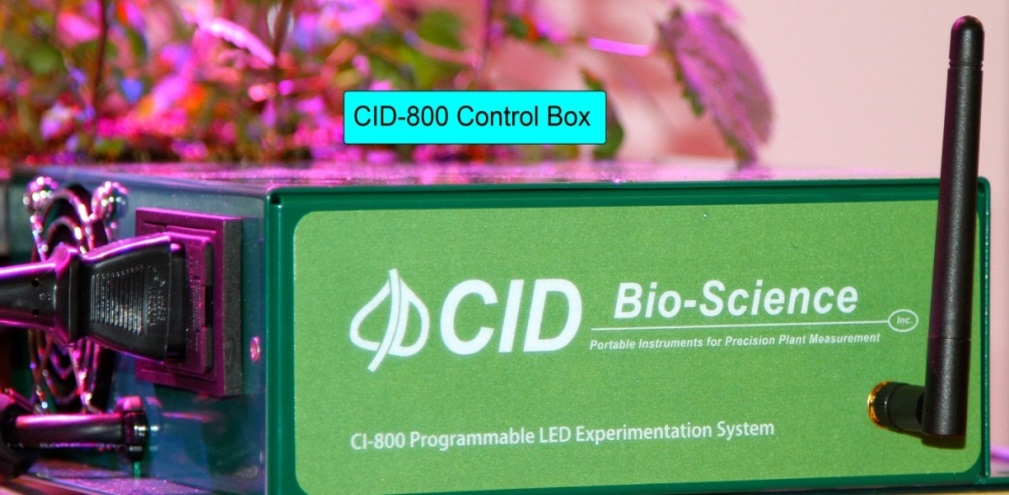 CID-800 Control Box
CID Bio-Science
Inc.
Portable Instruments for Precision Plant Measurement
CI-800 Programmable LED Experimentation System